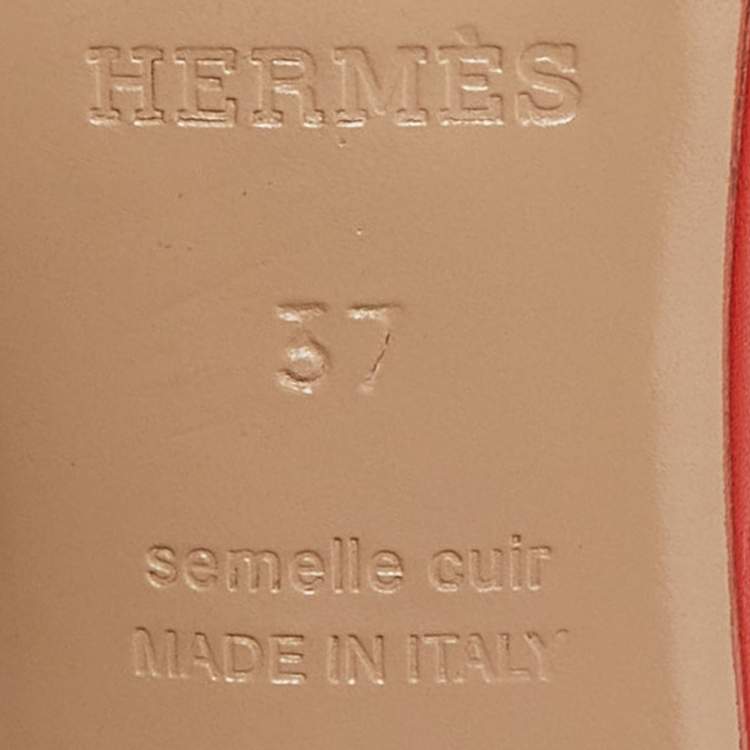 HERMÈS
37
semelle cuir
MADE IN ITALY